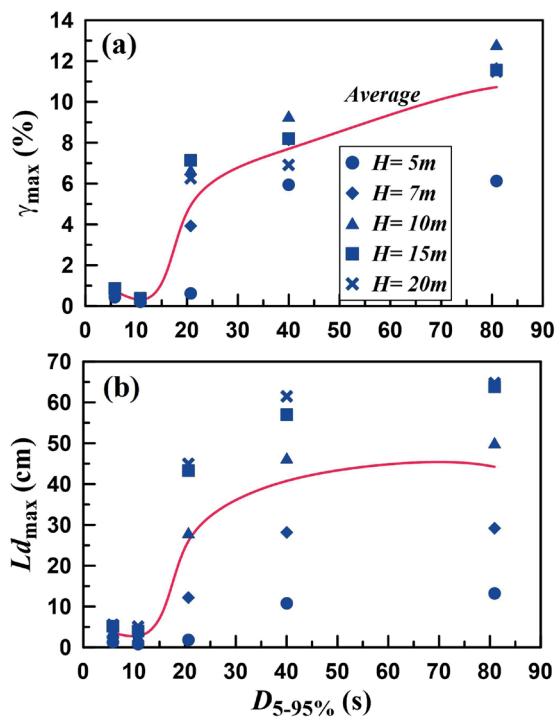 14
(a)
12
Average
10
8
6
4
2
0
γmax (%)
H= 5m
H= 7m
H= 10m
H= 15m
H= 20m
0 10 20 30 40 50 60 70 80 90
70
(b)
60
50
40
30
20
10
0
Ldmax (cm)
0 10 20 30 40 50 60 70 80 90
D5-95% (s)